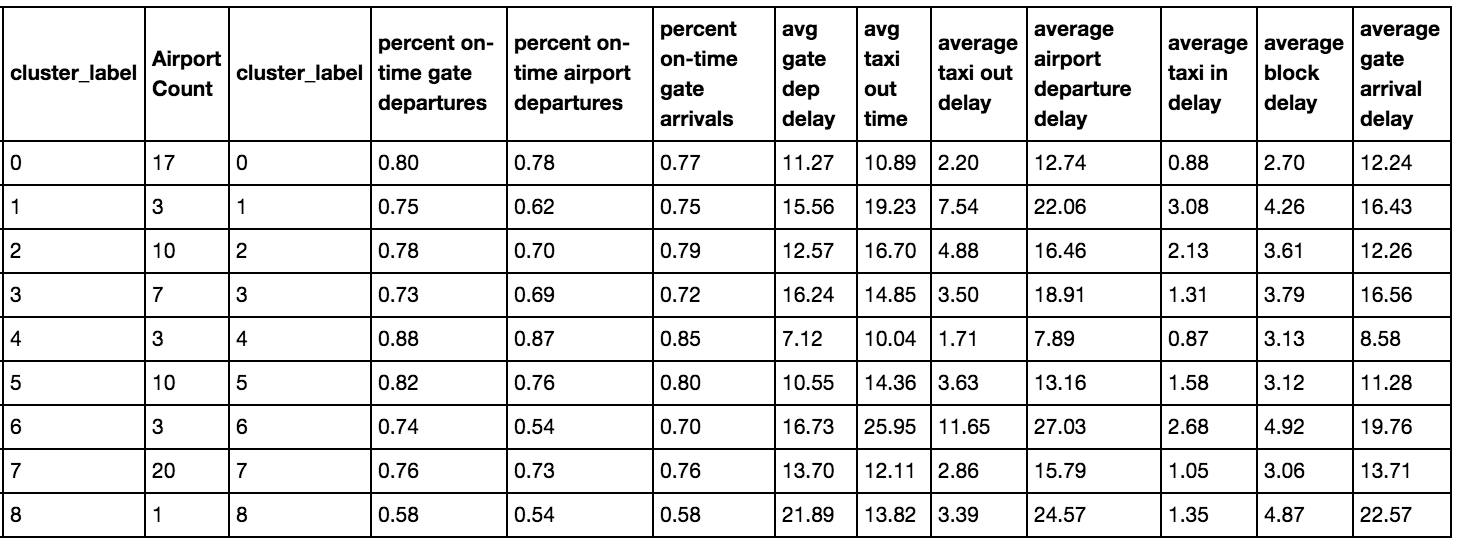 cluster_label Airport Count cluster_label percent on-time gate departures percent on-time airport departures percent on-time gate arrivals avg gate dep delay avg taxi out time average taxi out delay average airport departure delay average taxi in delay average block delay average gate arrival delay
0 17 0 0.80 0.78 0.77 11.27 10.89 2.20 12.74 0.88 2.70 12.24
1 3 1 0.75 0.62 0.75 15.56 19.23 7.54 22.06 3.08 4.26 16.43
2 10 2 0.78 0.70 0.79 12.57 16.70 4.88 16.46 2.13 3.61 12.26
3 7 3 0.73 0.69 0.72 16.24 14.85 3.50 18.91 1.31 3.79 16.56
4 3 4 0.88 0.87 0.85 7.12 10.04 1.71 7.89 0.87 3.13 8.58
5 10 5 0.82 0.76 0.80 10.55 14.36 3.63 13.16 1.58 3.12 11.28
6 3 6 0.74 0.54 0.70 16.73 25.95 11.65 27.03 2.68 4.92 19.76
7 20 7 0.76 0.73 0.76 13.70 12.11 2.86 15.79 1.05 3.06 13.71
8 1 8 0.58 0.54 0.58 21.89 13.82 3.39 24.57 1.35 4.87 22.57